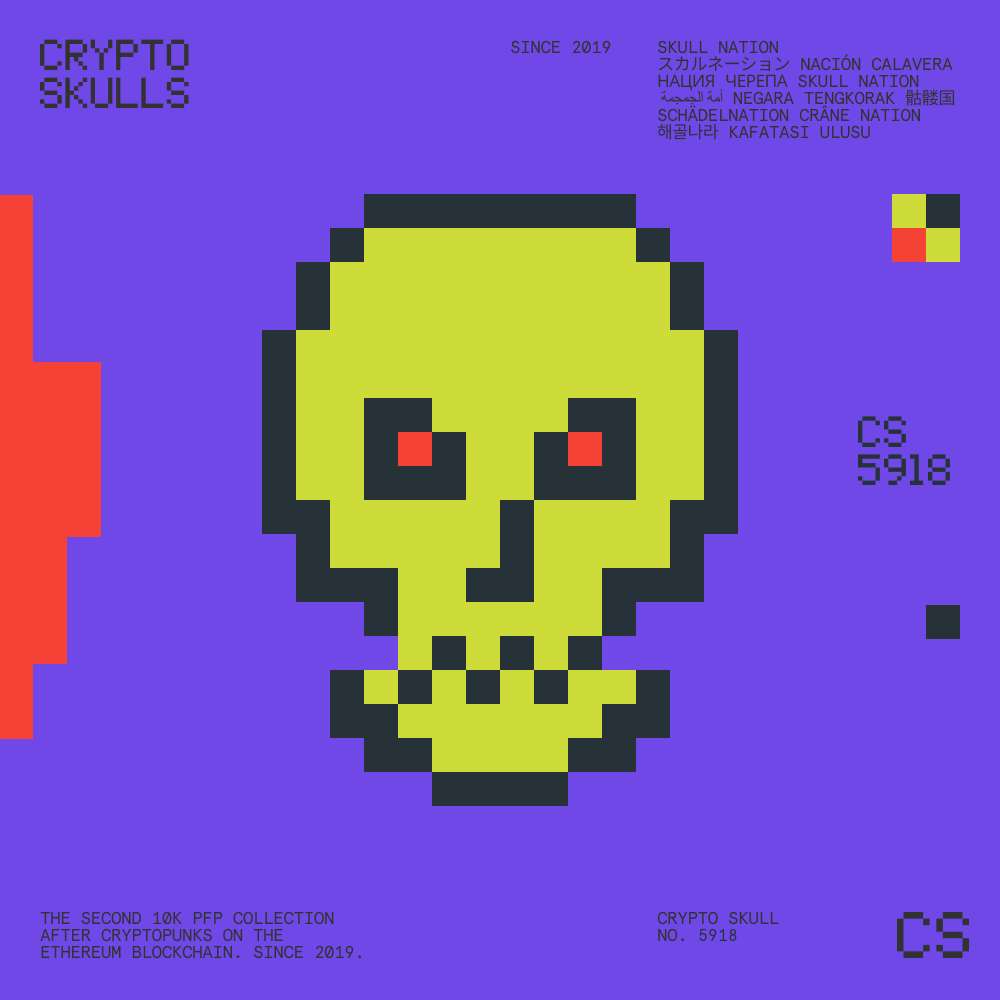 CRYPTO
SKULLS
SINCE 2019
SKULL NATION
スカルネーション NACIÓN CALAVERA
НАЦИЯ ЧЕРЕПА SKULL NATION
أمة الجمجمة NEGARA TENGKORAK 骷髅国
SCHÄDELNATION CRÂNE NATION
해골나라 KAFATASI ULUSU
CS
5918
THE SECOND 10K PFP COLLECTION
AFTER CRYPTOPUNKS ON THE
ETHEREUM BLOCKCHAIN. SINCE 2019.
CRYPTO SKULL
NO. 5918
CS